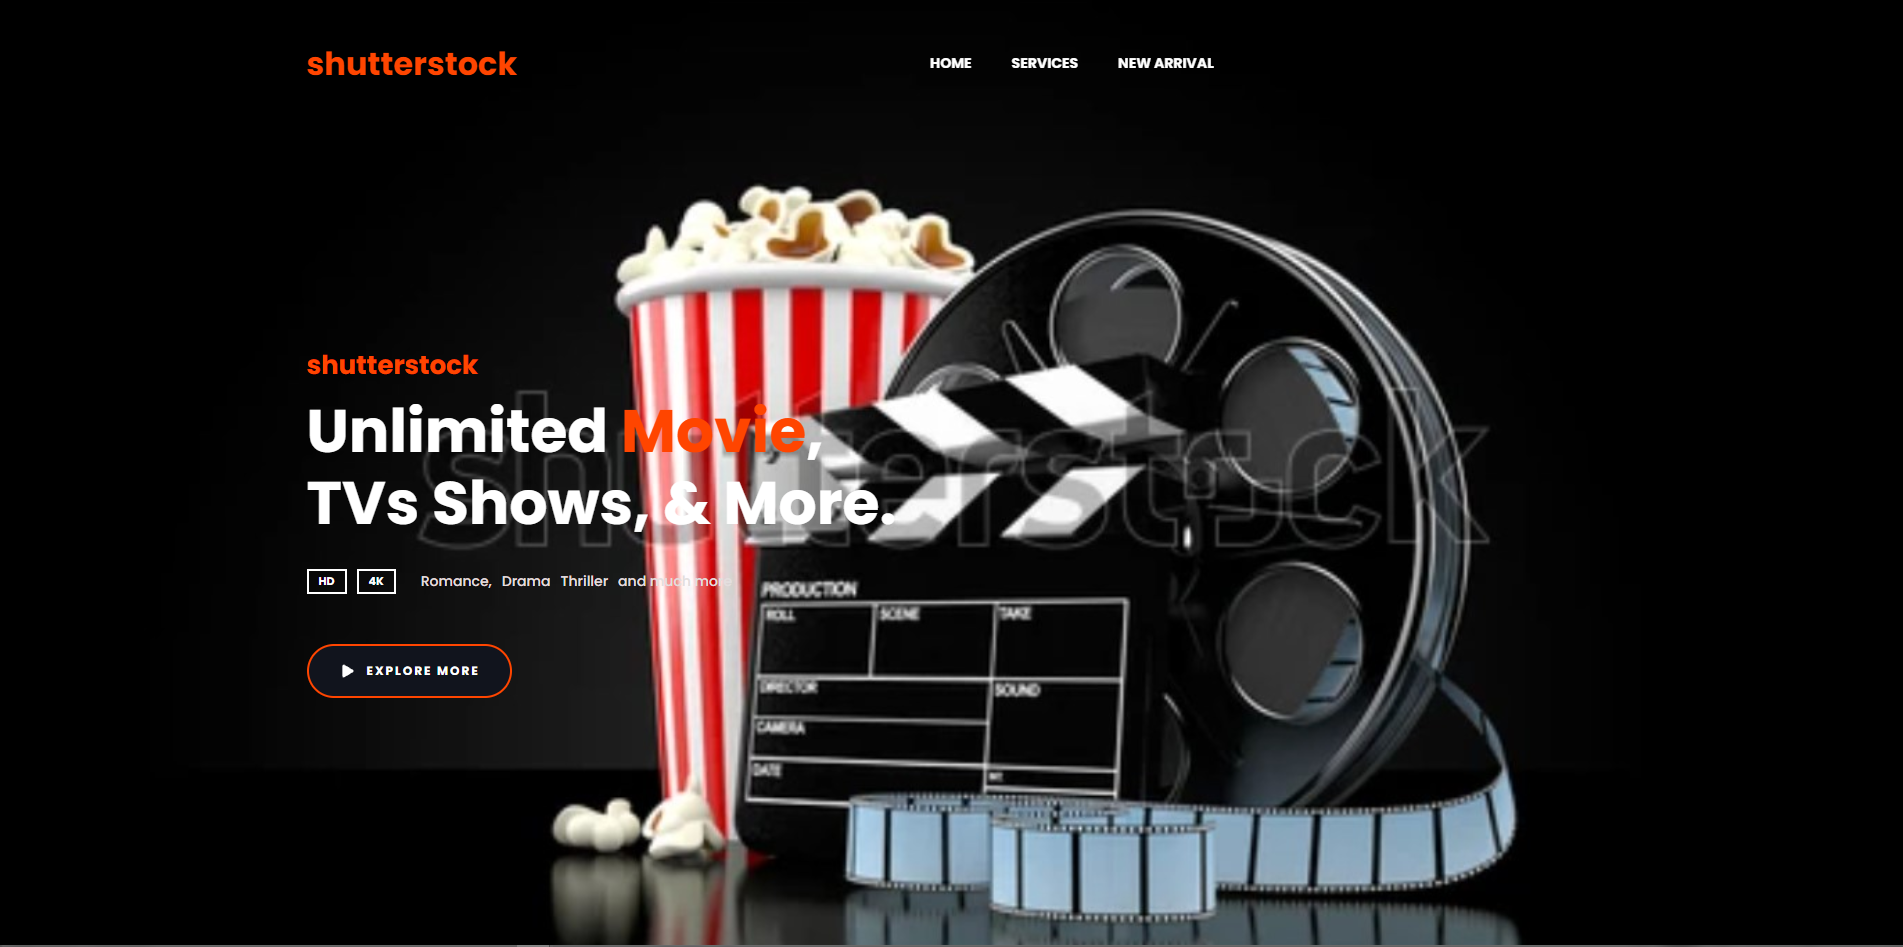 shutterstock
HOME SERVICES NEW ARRIVAL
shutterstock
Unlimited Movie,
TVs Shows, & More.
shutterstock
HD 4K Romance, Drama Thriller and much more
EXPLORE MORE
PRODUCTION
ROLL SCENE TAKE
DIRECTOR SOUND
CAMERA
DATE